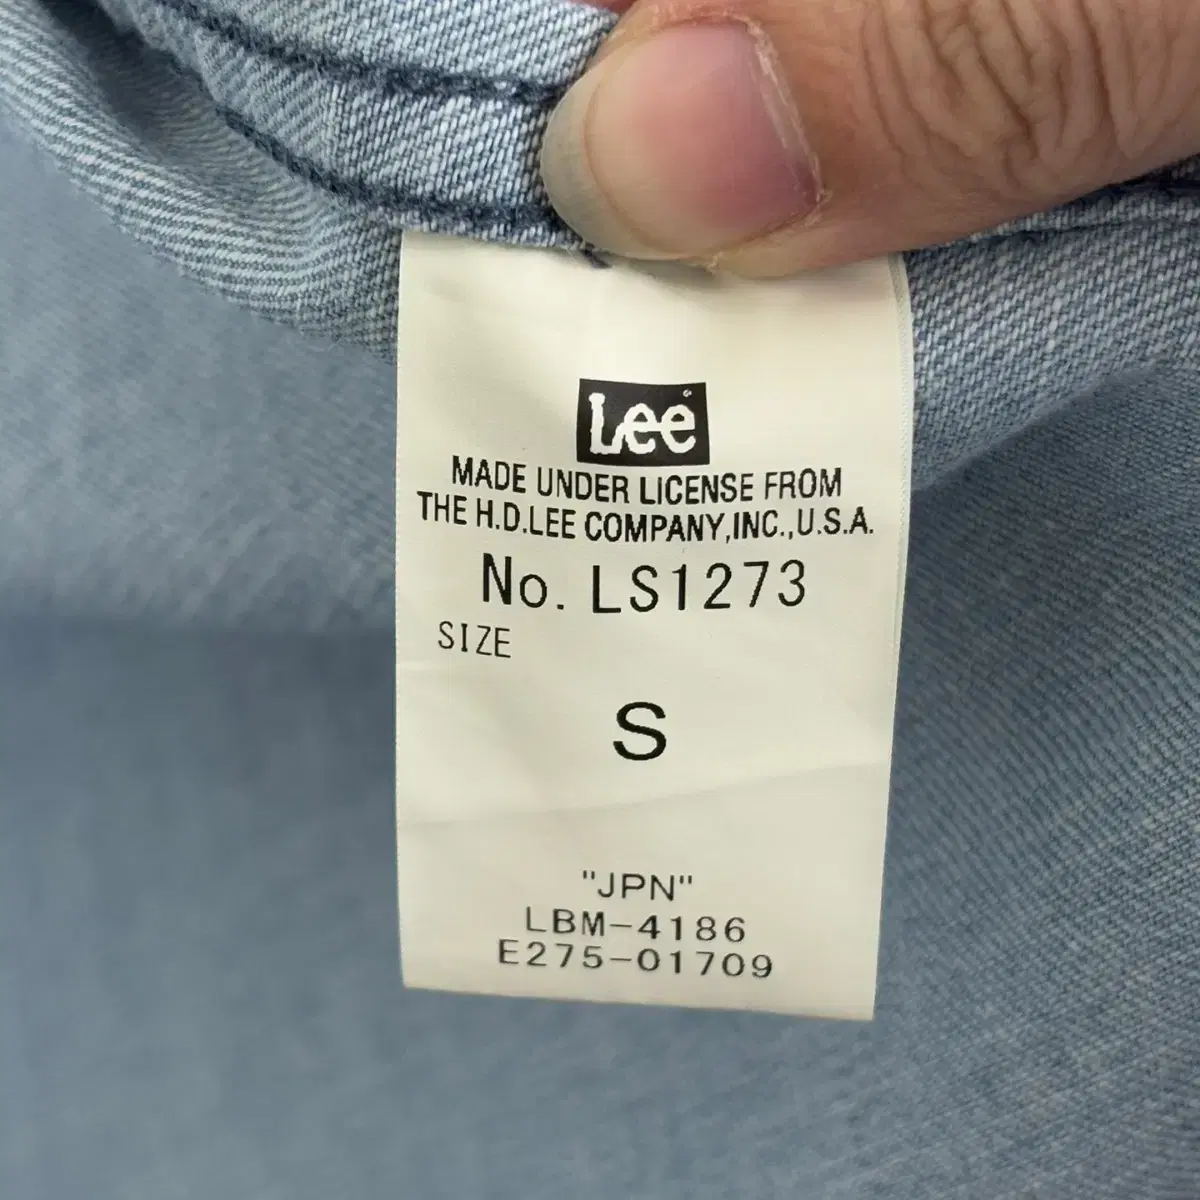 Lee®
MADE UNDER LICENSE FROM
THE H.D.LEE COMPANY,INC.,U.S.A.
No. LS1273
SIZE
S
"JPN"
LBM-4186
E275-01709